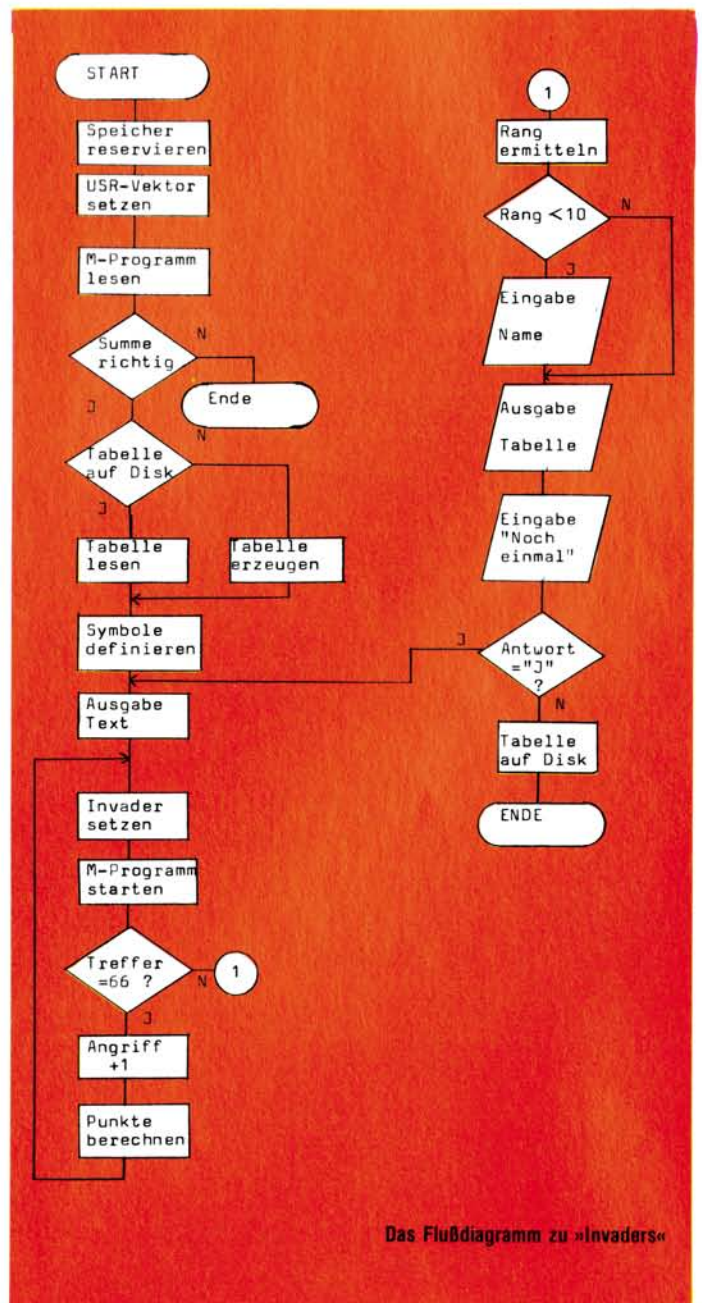 START
Speicher
reservieren
USR-Vektor
setzen
M-Programm
lesen
Summe
richtig
N
J
Ende
Tabelle
auf Disk
N
J
Tabelle
lesen
Tabelle
erzeugen
Symbole
definieren
Ausgabe
Text
Invader
setzen
M-Programm
starten
Treffer
=66 ?
N
1
J
Angriff
+1
Punkte
berechnen
1
Rang
ermitteln
Rang <10
N
J
Eingabe
Name
Ausgabe
Tabelle
Eingabe
"Noch
einmal"
Antwort
="J"
?
J
N
Tabelle
auf Disk
ENDE
Das Flußdiagramm zu »Invaders«